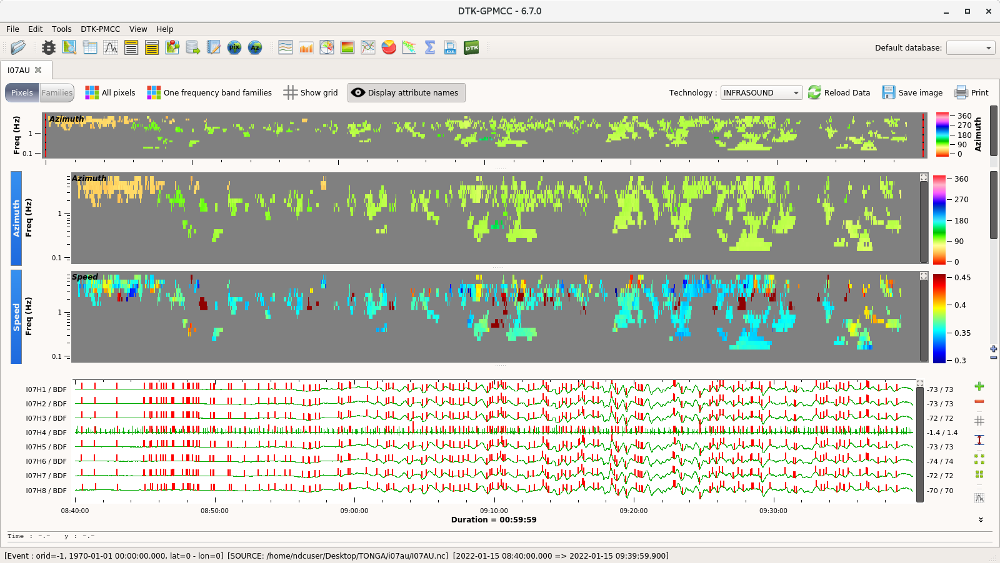 DTK-GPMCC - 6.7.0
File Edit Tools DTK-PMCC View Help
pix Az EXE DTK Default database:
I07AU
Pixels Families All pixels One frequency band families Show grid Display attribute names Technology : INFRASOUND Reload Data Save image Print
Azimuth
Freq (Hz)
1
0.1
360
270
180
90
0
Azimuth
Azimuth
Azimuth
Freq (Hz)
1
0.1
360
270
180
90
0
Speed
Speed
Freq (Hz)
1
0.1
0.45
0.4
0.35
0.3
I07H1 / BDF -73 / 73
I07H2 / BDF -73 / 73
I07H3 / BDF -72 / 72
I07H4 / BDF -1.4 / 1.4
I07H5 / BDF -73 / 73
I07H6 / BDF -74 / 74
I07H7 / BDF -72 / 72
I07H8 / BDF -70 / 70
08:40:00 08:50:00 09:00:00 09:10:00 09:20:00 09:30:00
Duration = 00:59:59
Time : -.- y : -.-
[Event : orid=-1, 1970-01-01 00:00:00.000, lat=0 - lon=0] [SOURCE: /home/ndcuser/Desktop/TONGA/i07au/I07AU.nc] [2022-01-15 08:40:00.000 => 2022-01-15 09:39:59.900]